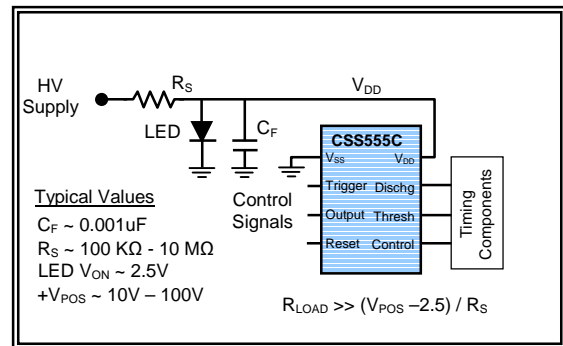 HV
Supply
R_S
V_DD
LED
C_F
CSS555C
V_SS
V_DD
Trigger
Dischg
Output
Thresh
Reset
Control
Control
Signals
Timing
Components
Typical Values
C_F ~ 0.001uF
R_S ~ 100 KΩ - 10 MΩ
LED V_ON ~ 2.5V
+V_POS ~ 10V – 100V
R_LOAD >> (V_POS –2.5) / R_S